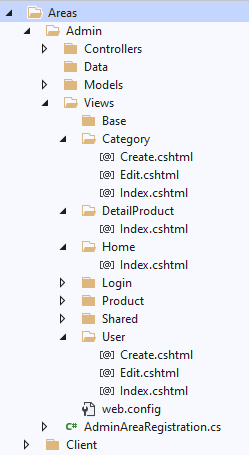 Areas
Admin
Controllers
Data
Models
Views
Base
Category
[@] Create.cshtml
[@] Edit.cshtml
[@] Index.cshtml
DetailProduct
[@] Index.cshtml
Home
[@] Index.cshtml
Login
Product
Shared
User
[@] Create.cshtml
[@] Edit.cshtml
[@] Index.cshtml
web.config
C# AdminAreaRegistration.cs
Client